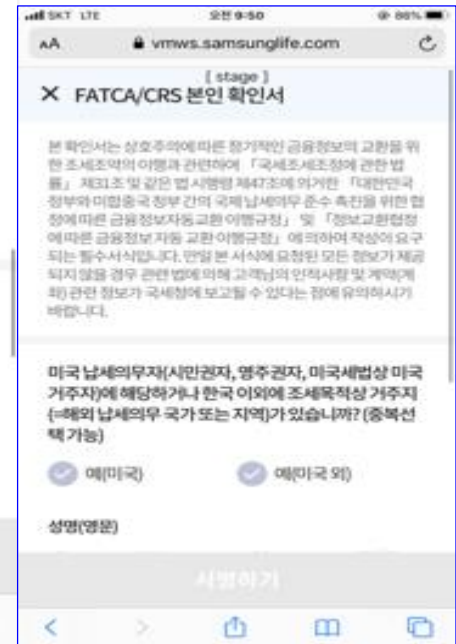 SKT LTE 오전 9:50 86%
AA vmws.samsunglife.com
[ stage ]
× FATCA/CRS 본인 확인서
본 확인서는 상호주의에 따른 정기적인 금융정보의 교환을 위
한 조세조약의 이행과 관련하여 「국제조세조정에 관한 법
률」 제31조 및 같은 법 시행령 제47조에 의거한 「대한민국
정부와 미합중국 정부 간의 국제 납세의무 준수 촉진을 위한 협
정에 따른 금융정보자동교환 이행규정」 및 「정보교환협정
에 따른 금융정보 자동 교환 이행규정」에 의하여 작성이 요구
되는 필수서식입니다. 만일 본 서식에 요청된 모든 정보가 제공
되지 않을 경우 관련 법에 의해 고객님의 인적사항 및 계약(계
좌) 관련 정보가 국세청에 보고될 수 있다는 점에 유의하시기
바랍니다.
미국 납세의무자(시민권자, 영주권자, 미국세법상 미국
거주자)에 해당하거나 한국 이외에 조세목적상 거주지
(=해외 납세의무 국가 또는 지역)가 있습니까? (중복선
택 가능)
예(미국) 예(미국 외)
성명(영문)
서명하기